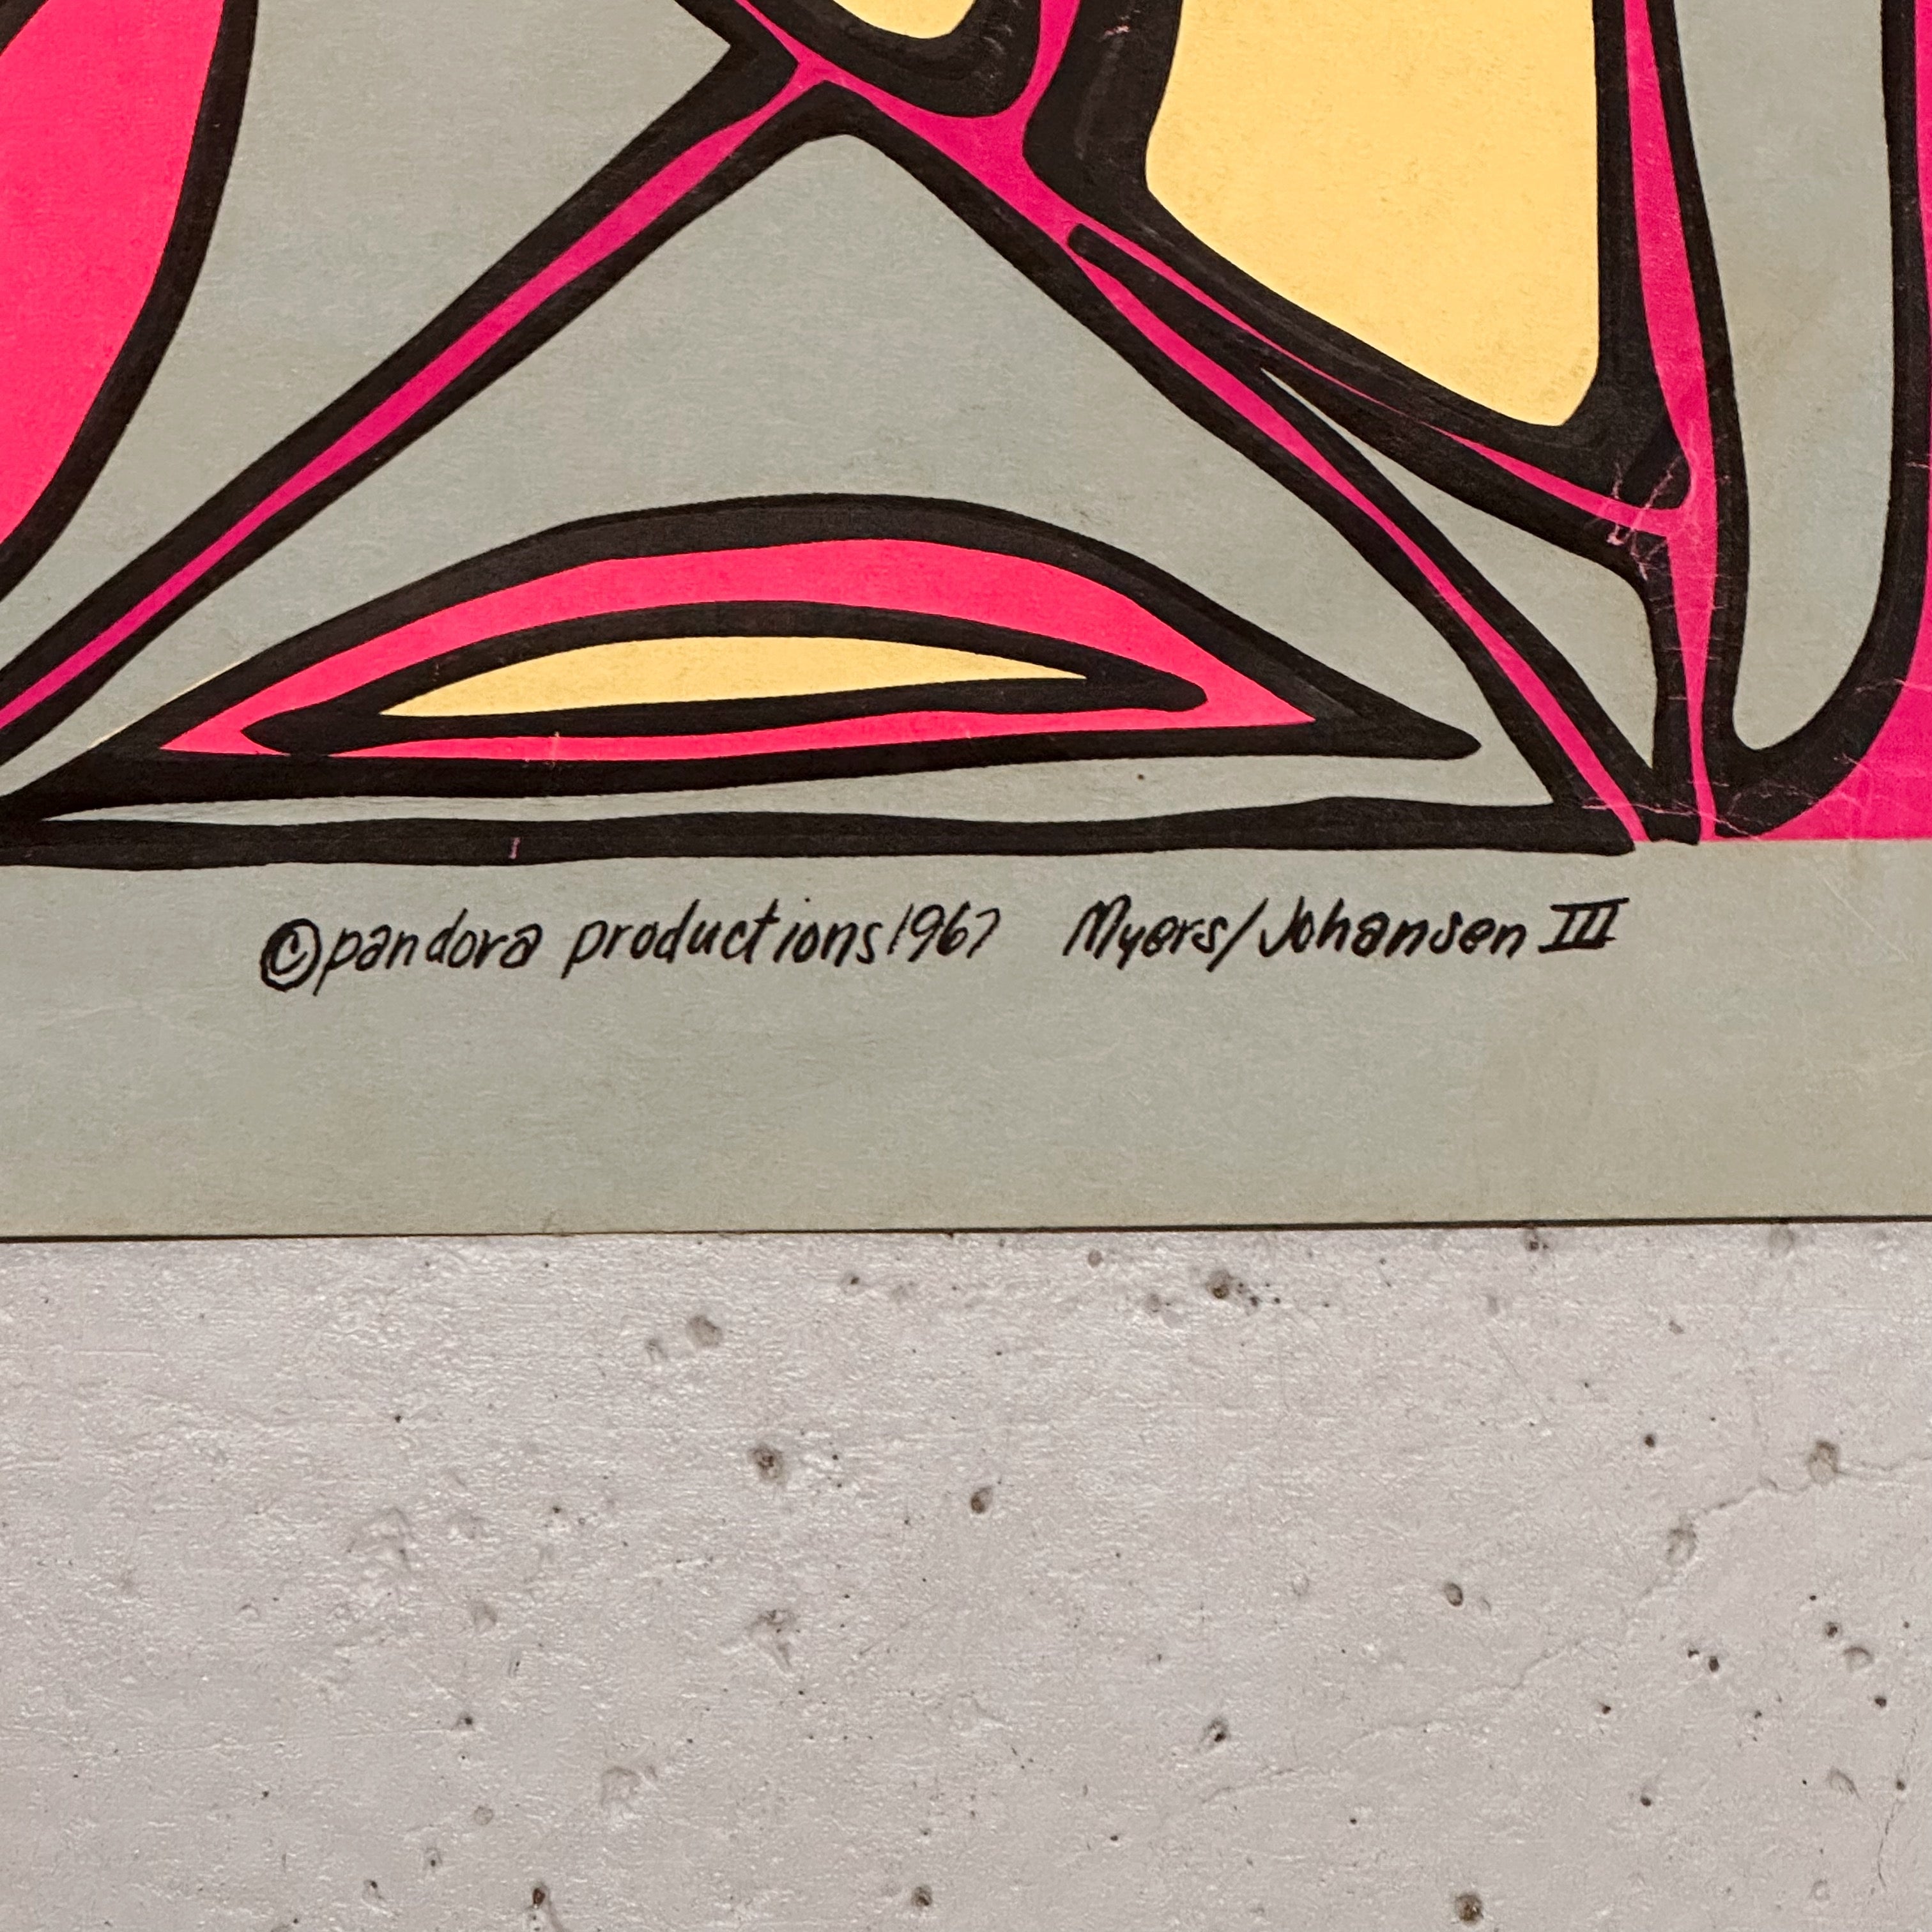 ©pandora productions 1967 Myers/Johansen III